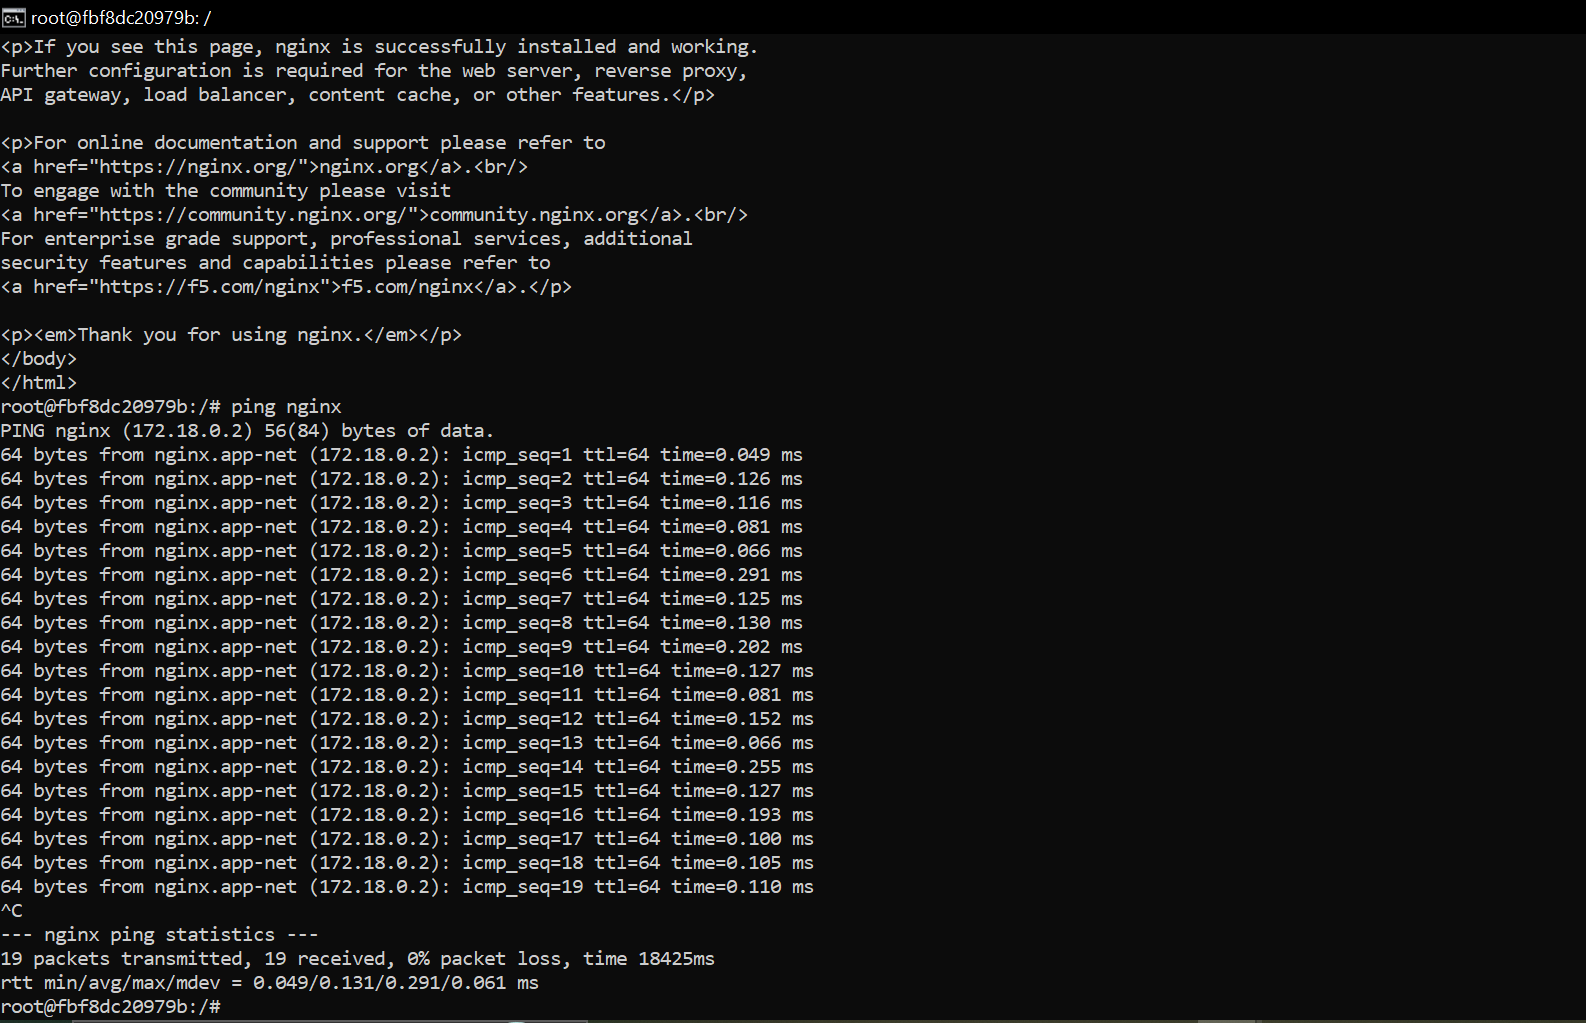 root@fbf8dc20979b: /
<p>If you see this page, nginx is successfully installed and working.
Further configuration is required for the web server, reverse proxy,
API gateway, load balancer, content cache, or other features.</p>

<p>For online documentation and support please refer to
<a href="https://nginx.org/">nginx.org</a>.<br/>
To engage with the community please visit
<a href="https://community.nginx.org/">community.nginx.org</a>.<br/>
For enterprise grade support, professional services, additional
security features and capabilities please refer to
<a href="https://f5.com/nginx">f5.com/nginx</a>.</p>

<p><em>Thank you for using nginx.</em></p>
</body>
</html>
root@fbf8dc20979b:/# ping nginx
PING nginx (172.18.0.2) 56(84) bytes of data.
64 bytes from nginx.app-net (172.18.0.2): icmp_seq=1 ttl=64 time=0.049 ms
64 bytes from nginx.app-net (172.18.0.2): icmp_seq=2 ttl=64 time=0.126 ms
64 bytes from nginx.app-net (172.18.0.2): icmp_seq=3 ttl=64 time=0.116 ms
64 bytes from nginx.app-net (172.18.0.2): icmp_seq=4 ttl=64 time=0.081 ms
64 bytes from nginx.app-net (172.18.0.2): icmp_seq=5 ttl=64 time=0.066 ms
64 bytes from nginx.app-net (172.18.0.2): icmp_seq=6 ttl=64 time=0.291 ms
64 bytes from nginx.app-net (172.18.0.2): icmp_seq=7 ttl=64 time=0.125 ms
64 bytes from nginx.app-net (172.18.0.2): icmp_seq=8 ttl=64 time=0.130 ms
64 bytes from nginx.app-net (172.18.0.2): icmp_seq=9 ttl=64 time=0.202 ms
64 bytes from nginx.app-net (172.18.0.2): icmp_seq=10 ttl=64 time=0.127 ms
64 bytes from nginx.app-net (172.18.0.2): icmp_seq=11 ttl=64 time=0.081 ms
64 bytes from nginx.app-net (172.18.0.2): icmp_seq=12 ttl=64 time=0.152 ms
64 bytes from nginx.app-net (172.18.0.2): icmp_seq=13 ttl=64 time=0.066 ms
64 bytes from nginx.app-net (172.18.0.2): icmp_seq=14 ttl=64 time=0.255 ms
64 bytes from nginx.app-net (172.18.0.2): icmp_seq=15 ttl=64 time=0.127 ms
64 bytes from nginx.app-net (172.18.0.2): icmp_seq=16 ttl=64 time=0.193 ms
64 bytes from nginx.app-net (172.18.0.2): icmp_seq=17 ttl=64 time=0.100 ms
64 bytes from nginx.app-net (172.18.0.2): icmp_seq=18 ttl=64 time=0.105 ms
64 bytes from nginx.app-net (172.18.0.2): icmp_seq=19 ttl=64 time=0.110 ms
^C
--- nginx ping statistics ---
19 packets transmitted, 19 received, 0% packet loss, time 18425ms
rtt min/avg/max/mdev = 0.049/0.131/0.291/0.061 ms
root@fbf8dc20979b:/#